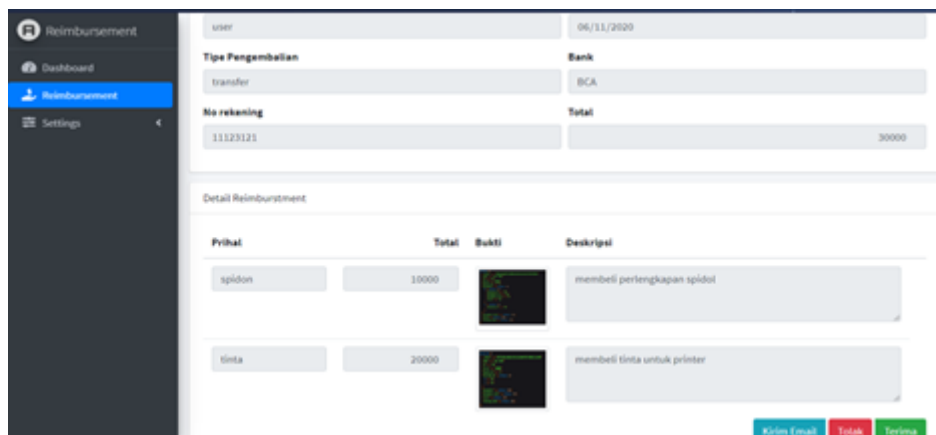 Reimbursement
Dashboard
Reimbursement
Settings
user
06/11/2020
Tipe Pengembalian
Bank
transfer
BCA
No rekening
Total
11123121
30000
Detail Reimburstment
Prihal Total Bukti Deskripsi
spidon 10000 membeli perlengkapan spidol
tinta 20000 membeli tinta untuk printer
Kirim Email Tolak Terima